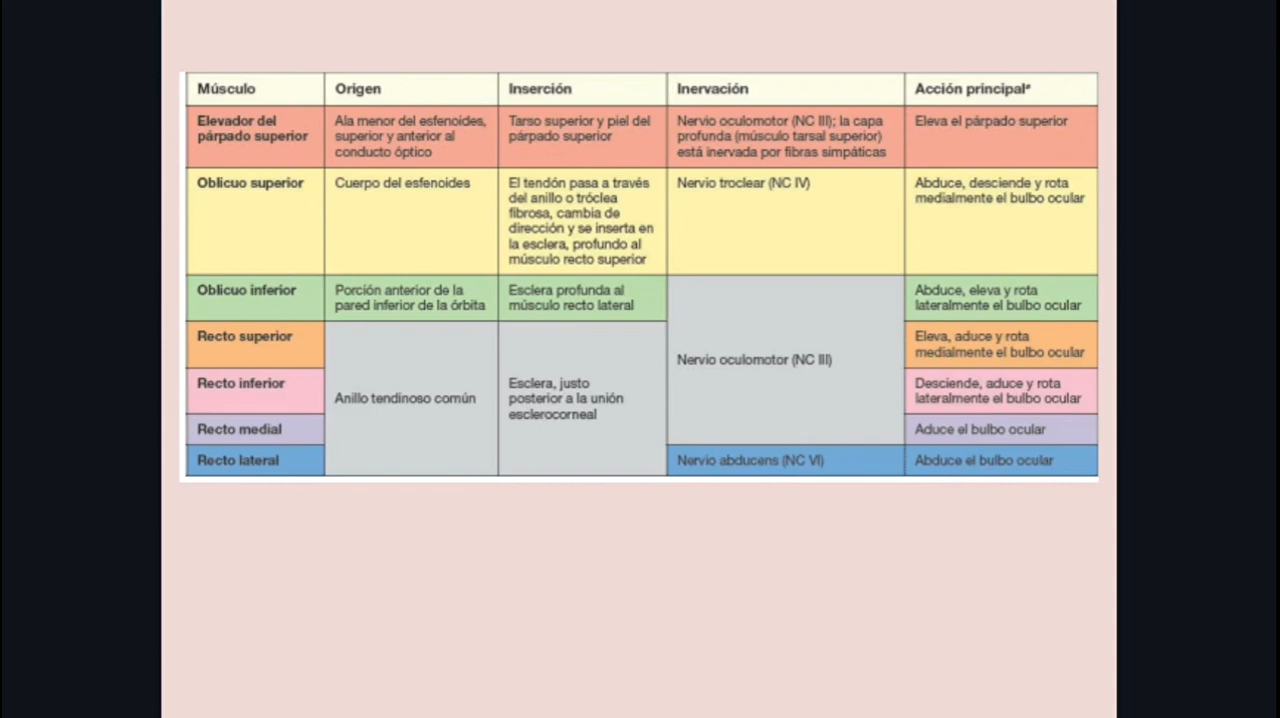 Músculo
Origen
Inserción
Inervación
Acción principalª
Elevador del
párpado superior
Ala menor del esfenoides,
superior y anterior al
conducto óptico
Tarso superior y piel del
párpado superior
Nervio oculomotor (NC III); la capa
profunda (músculo tarsal superior)
está inervada por fibras simpáticas
Eleva el párpado superior
Oblicuo superior
Cuerpo del esfenoides
El tendón pasa a través
del anillo o tróclea
fibrosa, cambia de
dirección y se inserta en
la esclera, profundo al
músculo recto superior
Nervio troclear (NC IV)
Abduce, desciende y rota
medialmente el bulbo ocular
Oblicuo inferior
Porción anterior de la
pared inferior de la órbita
Esclera profunda al
músculo recto lateral
Abduce, eleva y rota
lateralmente el bulbo ocular
Recto superior
Eleva, aduce y rota
medialmente el bulbo ocular
Nervio oculomotor (NC III)
Recto inferior
Anillo tendinoso común
Esclera, justo
posterior a la unión
esclerocorneal
Desciende, aduce y rota
lateralmente el bulbo ocular
Recto medial
Aduce el bulbo ocular
Recto lateral
Nervio abducens (NC VI)
Abduce el bulbo ocular